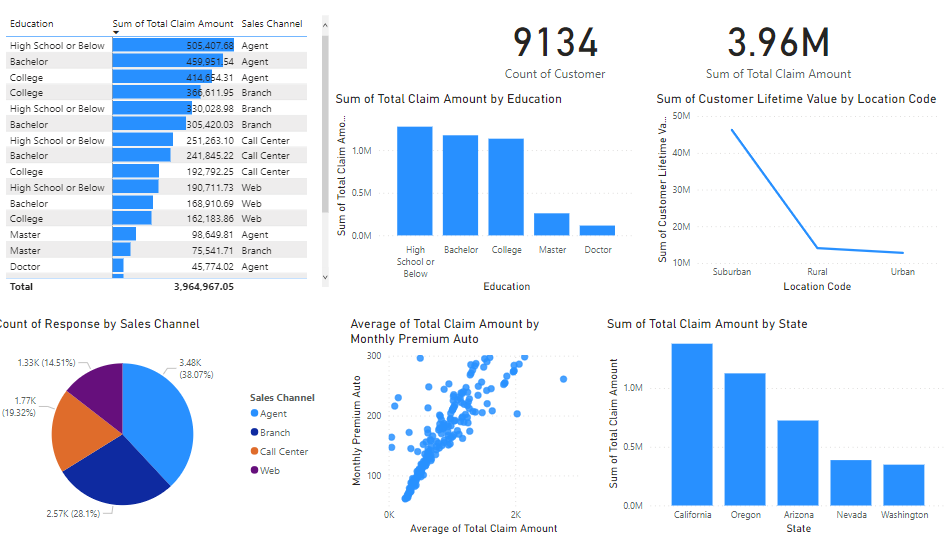 Education Sum of Total Claim Amount Sales Channel
High School or Below 505,407.68 Agent
Bachelor 459,951.54 Agent
College 414,654.31 Agent
College 366,611.95 Branch
High School or Below 330,028.98 Branch
Bachelor 305,420.03 Branch
High School or Below 251,263.10 Call Center
Bachelor 241,845.22 Call Center
College 192,792.25 Call Center
High School or Below 190,711.73 Web
Bachelor 168,910.69 Web
College 162,183.86 Web
Master 98,649.81 Agent
Master 75,541.71 Branch
Doctor 45,774.02 Agent
Total 3,964,967.05
9134
Count of Customer
3.96M
Sum of Total Claim Amount
Sum of Total Claim Amount by Education
Sum of Total Claim Amo...
1.0M
0.5M
0.0M
High
School or
Below
Bachelor
College
Master
Doctor
Education
Sum of Customer Lifetime Value by Location Code
Sum of Customer Lifetime Va...
50M
40M
30M
20M
10M
Suburban
Rural
Urban
Location Code
Count of Response by Sales Channel
1.33K (14.51%)
3.48K
(38.07%)
1.77K
(19.32%)
2.57K (28.1%)
Sales Channel
Agent
Branch
Call Center
Web
Average of Total Claim Amount by
Monthly Premium Auto
Monthly Premium Auto
300
200
100
0K
2K
Average of Total Claim Amount
Sum of Total Claim Amount by State
Sum of Total Claim Amount
1.0M
0.5M
0.0M
California
Oregon
Arizona
Nevada
Washington
State